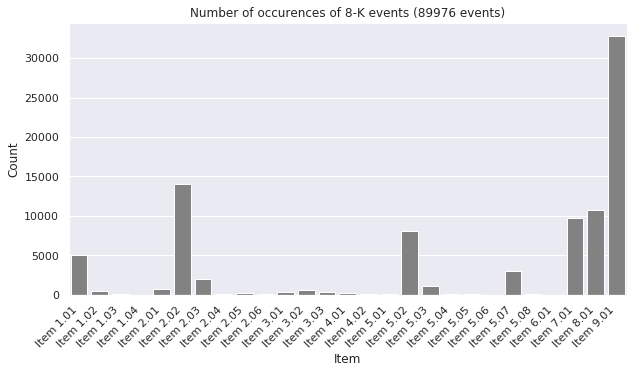 Number of occurences of 8-K events (89976 events)
Count
30000
25000
20000
15000
10000
5000
0
Item 1.01
Item 1.02
Item 1.03
Item 1.04
Item 2.01
Item 2.02
Item 2.03
Item 2.04
Item 2.05
Item 2.06
Item 3.01
Item 3.02
Item 3.03
Item 4.01
Item 4.02
Item 5.01
Item 5.02
Item 5.03
Item 5.04
Item 5.05
Item 5.06
Item 5.07
Item 5.08
Item 6.01
Item 7.01
Item 8.01
Item 9.01
Item